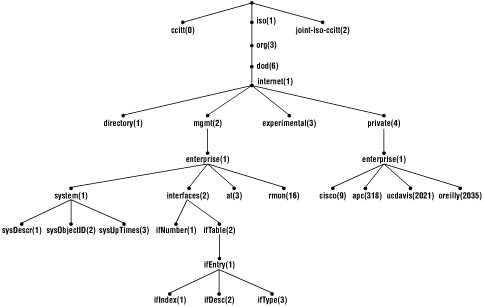 ccitt(0)
iso(1)
joint-iso-ccitt(2)
org(3)
dod(6)
internet(1)
directory(1)
mgmt(2)
experimental(3)
private(4)
enterprise(1)
enterprise(1)
system(1)
interfaces(2)
at(3)
rmon(16)
cisco(9)
apc(318)
ucdavis(2021)
oreilly(2035)
sysDescr(1)
sysObjectID(2)
sysUpTimes(3)
ifNumber(1)
ifTable(2)
ifEntry(1)
ifIndex(1)
ifDesc(2)
ifType(3)